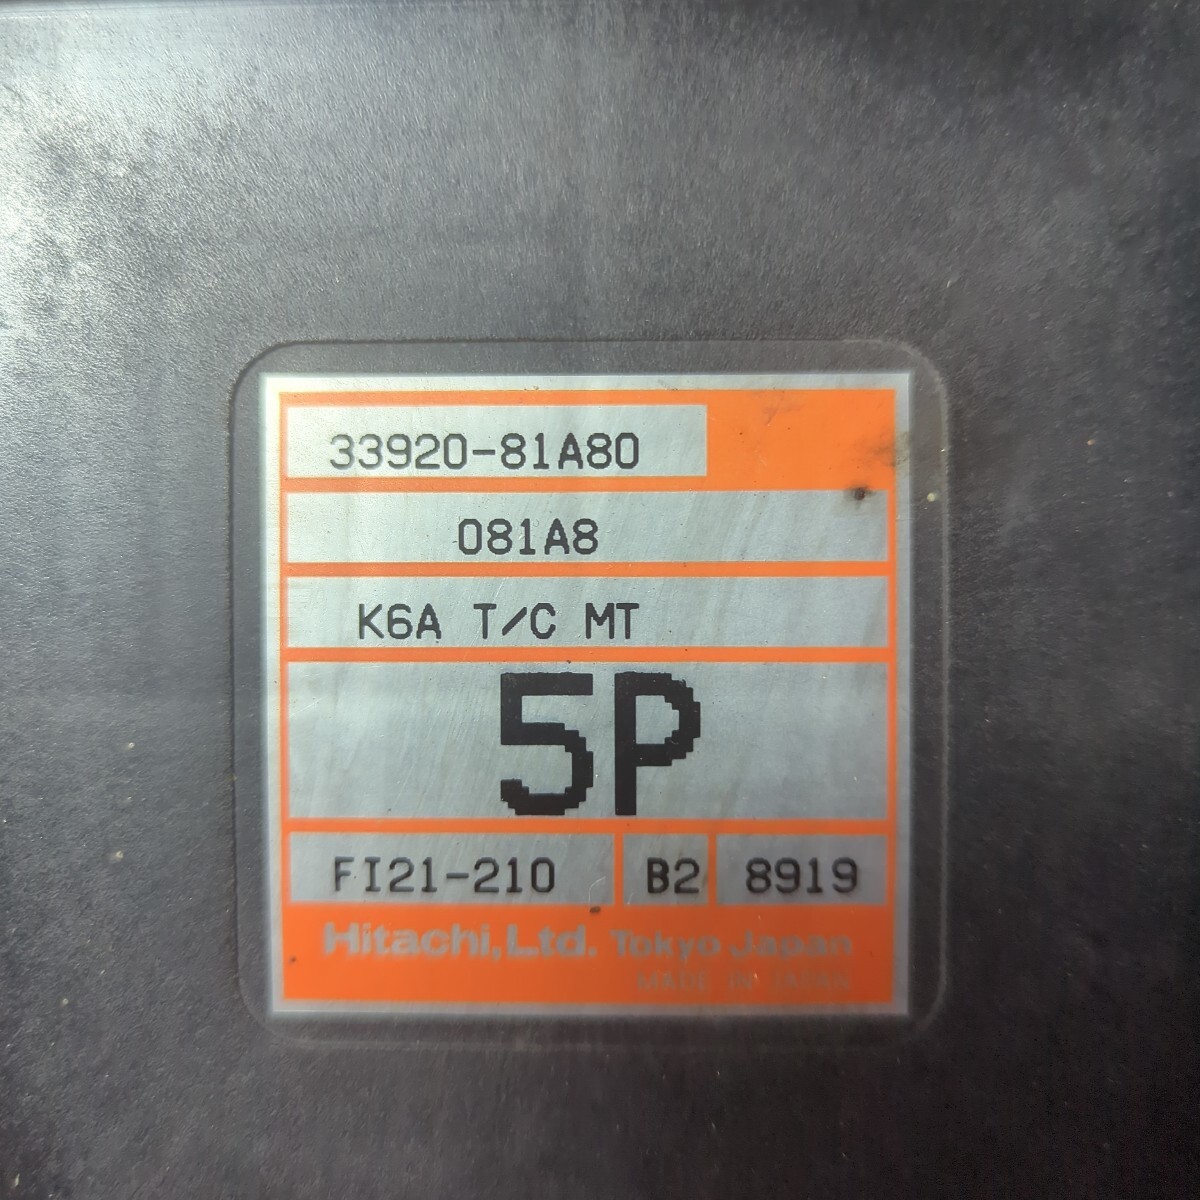 33920-81A80
081A8
K6A T/C MT
5P
FI21-210 B2 8919
Hitachi,Ltd. Tokyo Japan
MADE IN JAPAN